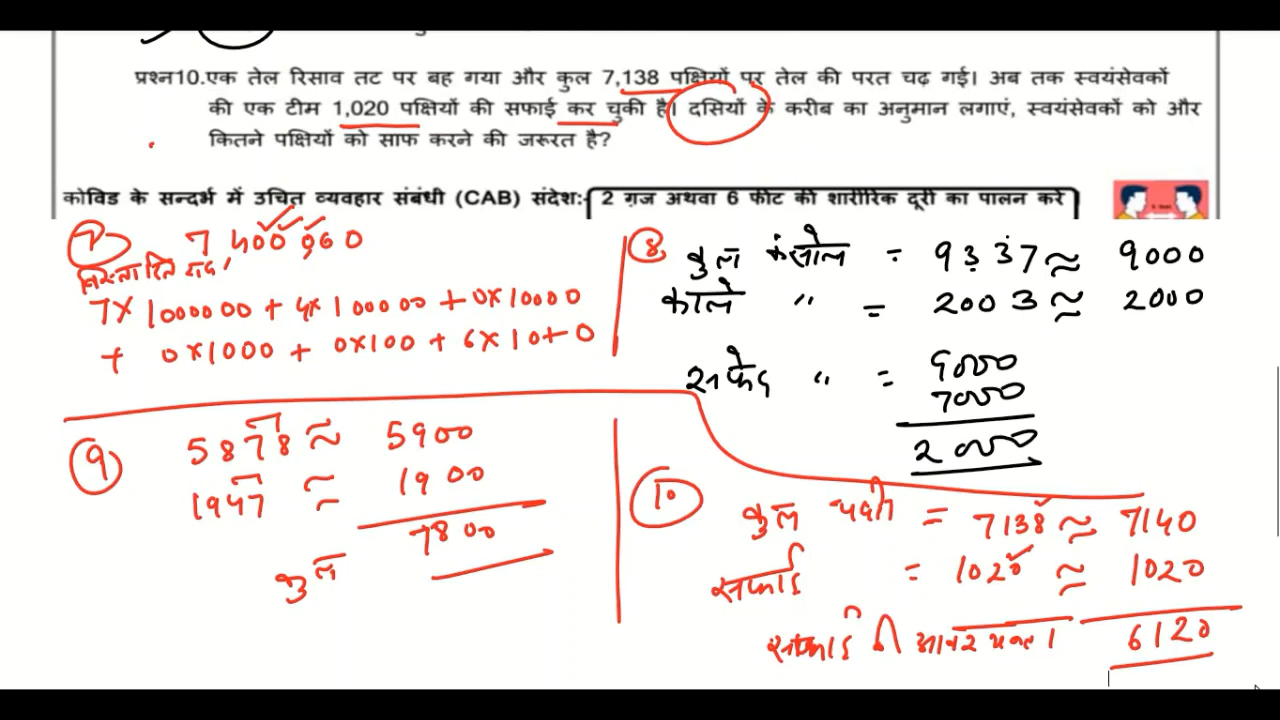 प्रश्न10.एक तेल रिसाव तट पर बह गया और कुल 7,138 पक्षियों पर तेल की परत चढ़ गई। अब तक स्वयंसेवकों
की एक टीम 1,020 पक्षियों की सफाई कर चुकी है। दसियों के करीब का अनुमान लगाएं, स्वयंसेवकों को और
कितने पक्षियों को साफ करने की जरूरत है?
कोविड के सन्दर्भ में उचित व्यवहार संबंधी (CAB) संदेश:- 2 ग़ज अथवा 6 फीट की शारीरिक दूरी का पालन करे
7 400,060
विस्तारित रूप,
7 × 1000000 + 4 × 100000 + 0 × 10000
+ 0 × 1000 + 0 × 100 + 6 × 10 + 0
8
कुल कंसोल = 9337 ≈ 9000
काले " = 2003 ≈ 2000
सफेद " = 9000
7000
2000
9
5878 ≈ 5900
1947 ≈ 1900
7800
कुल
10
कुल पक्षी = 7138 ≈ 7140
सफाई = 1020 ≈ 1020
सफाई की आवश्यकता 6120